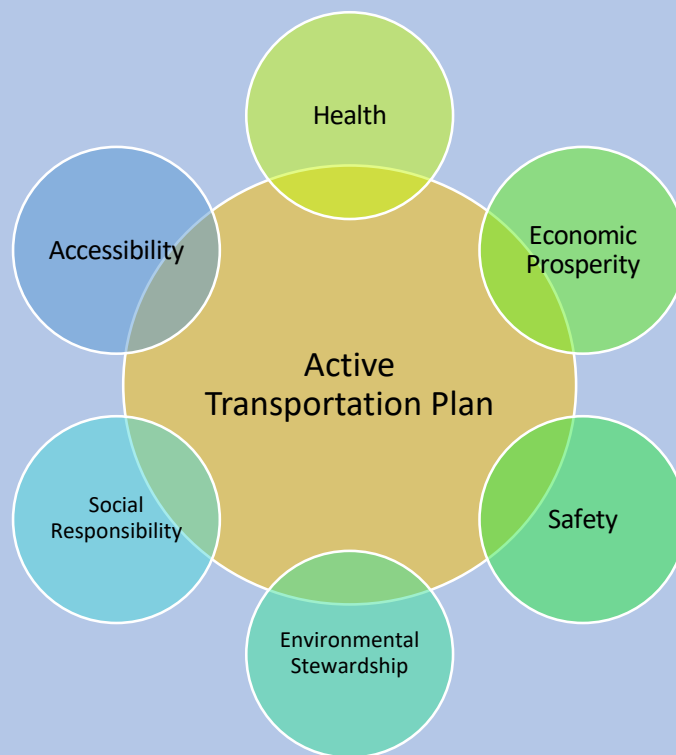 Health
Accessibility
Economic
Prosperity
Active
Transportation Plan
Social
Responsibility
Safety
Environmental
Stewardship